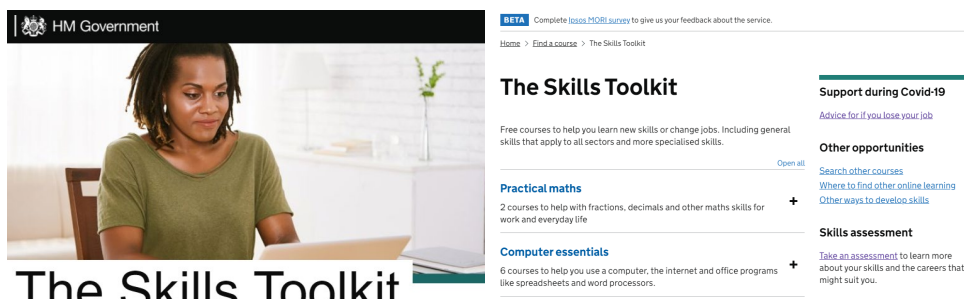 HM Government
The Skills Toolkit
BETA Complete Ipsos MORI survey to give us your feedback about the service.
Home > Find a course > The Skills Toolkit
The Skills Toolkit
Free courses to help you learn new skills or change jobs. Including general
skills that apply to all sectors and more specialised skills.
Open all
Practical maths
2 courses to help with fractions, decimals and other maths skills for
work and everyday life
Computer essentials
6 courses to help you use a computer, the internet and office programs
like spreadsheets and word processors.
Support during Covid-19
Advice for if you lose your job
Other opportunities
Search other courses
Where to find other online learning
Other ways to develop skills
Skills assessment
Take an assessment to learn more
about your skills and the careers that
might suit you.